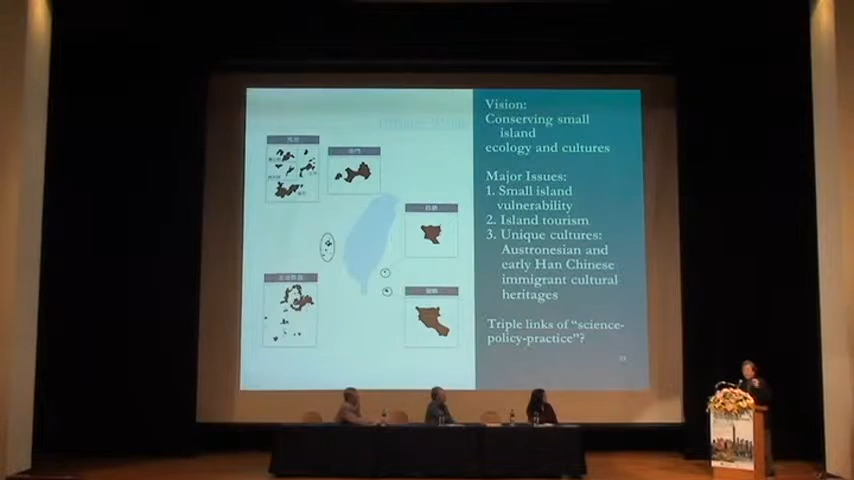 Vision:
Conserving small
island
ecology and cultures
Major Issues:
1. Small island
vulnerability
2. Island tourism
3. Unique cultures:
Austronesian and
early Han Chinese
immigrant cultural
heritages
Triple links of “science-
policy-practice”?